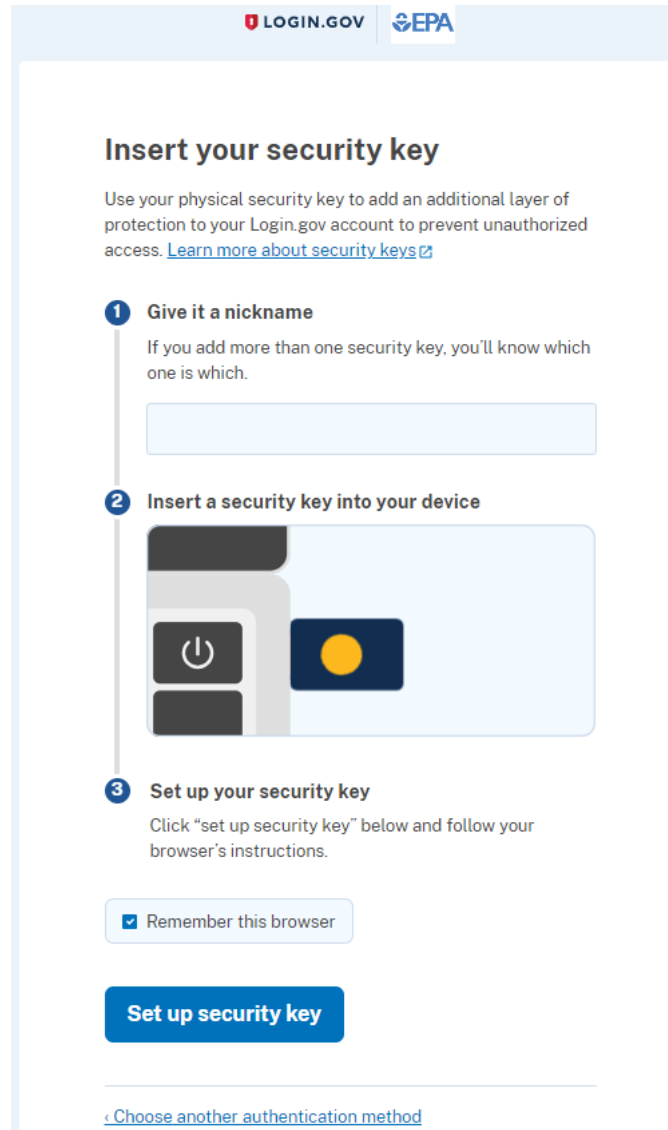 LOGIN.GOV EPA
Insert your security key
Use your physical security key to add an additional layer of
protection to your Login.gov account to prevent unauthorized
access. Learn more about security keys
1 Give it a nickname
If you add more than one security key, you’ll know which
one is which.
2 Insert a security key into your device
3 Set up your security key
Click “set up security key” below and follow your
browser’s instructions.
Remember this browser
Set up security key
‹ Choose another authentication method